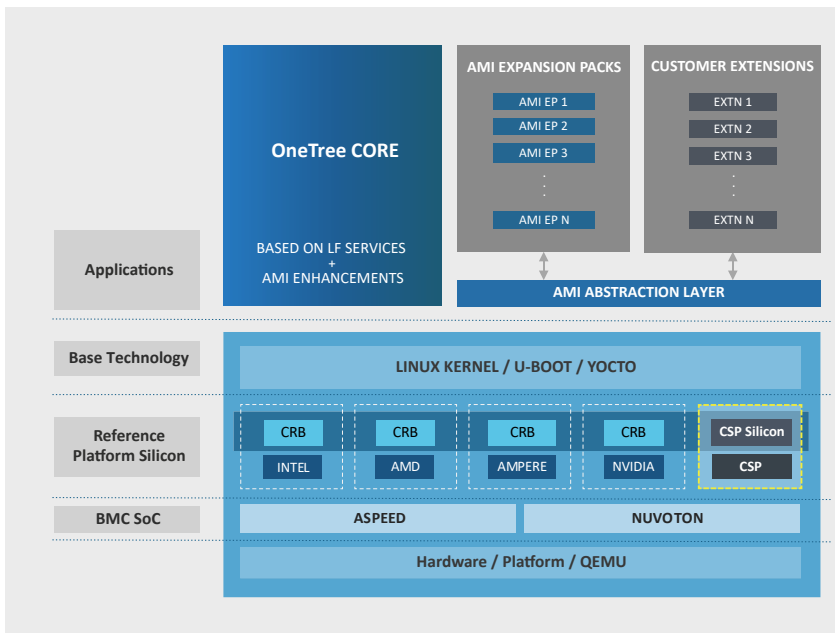 OneTree CORE
BASED ON LF SERVICES
+
AMI ENHANCEMENTS
AMI EXPANSION PACKS
AMI EP 1
AMI EP 2
AMI EP 3
.
.
.
AMI EP N
CUSTOMER EXTENSIONS
EXTN 1
EXTN 2
EXTN 3
.
.
.
EXTN N
Applications
AMI ABSTRACTION LAYER
Base Technology
LINUX KERNEL / U-BOOT / YOCTO
Reference
Platform Silicon
CRB
INTEL
CRB
AMD
CRB
AMPERE
CRB
NVIDIA
CSP Silicon
CSP
BMC SoC
ASPEED
NUVOTON
Hardware / Platform / QEMU